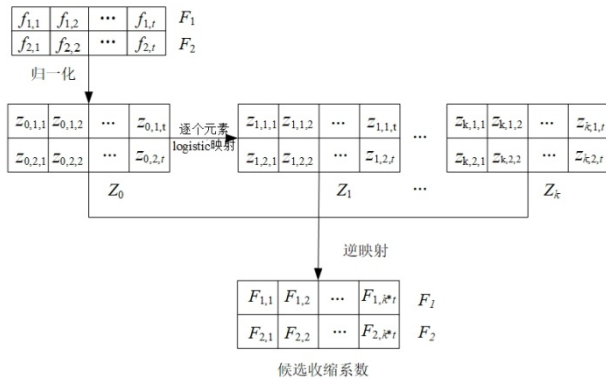 f1,1 f1,2 ... f1,t F1
f2,1 f2,2 ... f2,t F2
归一化
z0,1,1 z0,1,2 ... z0,1,t 逐个元素 z1,1,1 z1,1,2 ... z1,1,t ... zk,1,1 zk,1,2 ... zk,1,t
z0,2,1 z0,2,2 ... z0,2,t logistic映射 z1,2,1 z1,2,2 ... z1,2,t zk,2,1 zk,2,2 ... zk,2,t
Z0 Z1 ... Zk
逆映射
F1,1 F1,2 ... F1,k*t F1
F2,1 F2,2 ... F2,k*t F2
候选收缩系数